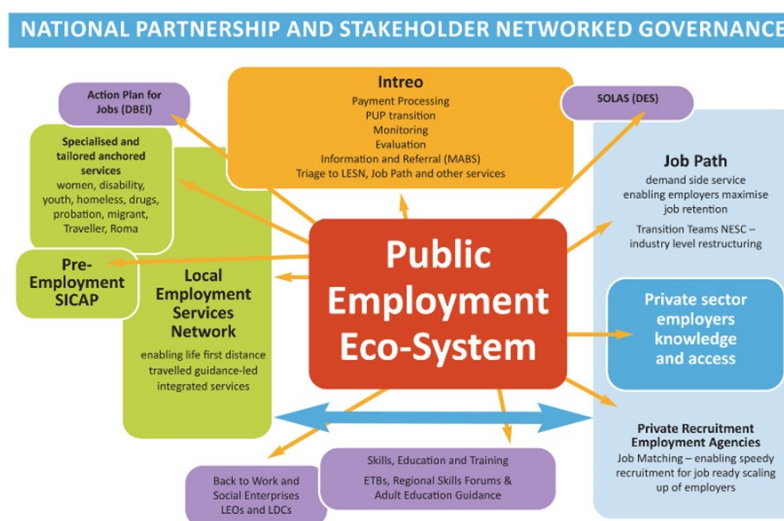 NATIONAL PARTNERSHIP AND STAKEHOLDER NETWORKED GOVERNANCE
Action Plan for
Jobs (DBEI)
Intreo
Payment Processing
PUP transition
Monitoring
Evaluation
Information and Referral (MABS)
Triage to LESN, Job Path and other services
SOLAS (DES)
Specialised and
tailored anchored
services
women, disability,
youth, homeless, drugs,
probation, migrant,
Traveller, Roma
Job Path
demand side service
enabling employers maximise
job retention
Transition Teams NESC –
industry level restructuring
Pre-
Employment
SICAP
Local
Employment
Services
Network
enabling life first distance
travelled guidance-led
integrated services
Public
Employment
Eco-System
Private sector
employers
knowledge
and access
Private Recruitment
Employment Agencies
Job Matching – enabling speedy
recruitment for job ready scaling
up of employers
Back to Work and
Social Enterprises
LEOs and LDCs
Skills, Education and Training
ETBs, Regional Skills Forums &
Adult Education Guidance